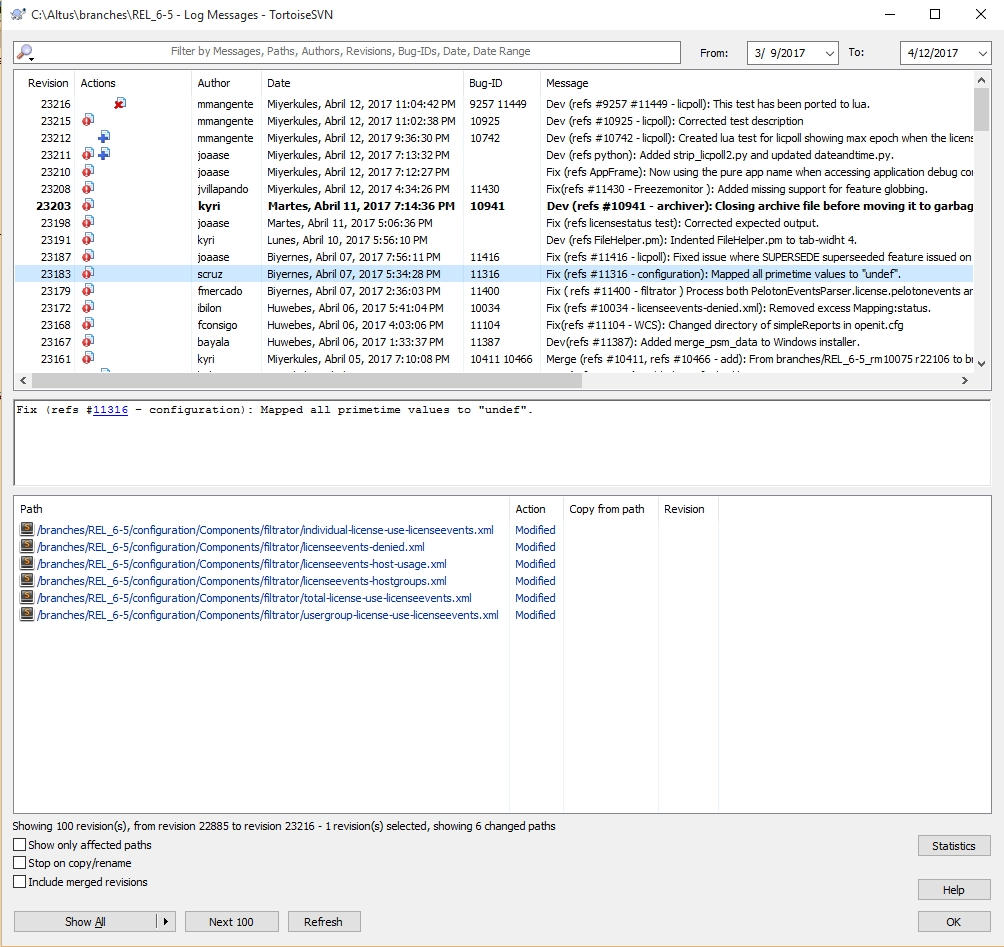 C:\Altus\branches\REL_6-5 - Log Messages - TortoiseSVN
Filter by Messages, Paths, Authors, Revisions, Bug-IDs, Date, Date Range From: 3/ 9/2017 To: 4/12/2017
Revision Actions Author Date Bug-ID Message
23216 mmangente Miyerkules, Abril 12, 2017 11:04:42 PM 9257 11449 Dev (refs #9257 #11449 - licpoll): This test has been ported to lua.
23215 mmangente Miyerkules, Abril 12, 2017 11:02:38 PM 10925 Dev (refs #10925 - licpoll): Corrected test description
23212 mmangente Miyerkules, Abril 12, 2017 9:36:30 PM 10742 Dev (refs #10742 - licpoll): Created lua test for licpoll showing max epoch when the licens
23211 joaase Miyerkules, Abril 12, 2017 7:13:32 PM Dev (refs python): Added strip_licpoll2.py and updated dateandtime.py.
23210 joaase Miyerkules, Abril 12, 2017 7:12:27 PM Fix (refs AppFrame): Now using the pure app name when accessing application debug co
23208 jvillapando Miyerkules, Abril 12, 2017 4:34:26 PM 11430 Fix(refs #11430 - Freezemonitor ): Added missing support for feature globbing.
23203 kyri Martes, Abril 11, 2017 7:14:36 PM 10941 Dev (refs #10941 - archiver): Closing archive file before moving it to garbag
23198 joaase Martes, Abril 11, 2017 5:06:36 PM Fix (refs licensestatus test): Corrected expected output.
23191 kyri Lunes, Abril 10, 2017 5:56:10 PM Dev (refs FileHelper.pm): Indented FileHelper.pm to tab-widht 4.
23187 joaase Biyernes, Abril 07, 2017 7:56:11 PM 11416 Fix (refs #11416 - licpoll): Fixed issue where SUPERSEDE superseeded feature issued on
23183 scruz Biyernes, Abril 07, 2017 5:34:28 PM 11316 Fix (refs #11316 - configuration): Mapped all primetime values to "undef".
23179 fmercado Biyernes, Abril 07, 2017 2:36:03 PM 11400 Fix ( refs #11400 - filtrator ) Process both PelotonEventsParser.license.pelotonevents ar
23172 ibilon Huwebes, Abril 06, 2017 5:41:04 PM 10034 Fix (refs #10034 - licenseevents-denied.xml): Removed excess Mapping:status.
23168 fconsigo Huwebes, Abril 06, 2017 4:03:06 PM 11104 Fix(refs #11104 - WCS): Changed directory of simpleReports in openit.cfg
23167 bayala Huwebes, Abril 06, 2017 1:33:37 PM 11387 Dev(refs #11387): Added merge_psm_data to Windows installer.
23161 kyri Miyerkules, Abril 05, 2017 7:10:08 PM 10411 10466 Merge (refs #10411, refs #10466 - add): From branches/REL_6-5_rm10075 r22106 to br
Fix (refs #11316 - configuration): Mapped all primetime values to "undef".
Path Action Copy from path Revision
/branches/REL_6-5/configuration/Components/filtrator/individual-license-use-licenseevents.xml Modified
/branches/REL_6-5/configuration/Components/filtrator/licenseevents-denied.xml Modified
/branches/REL_6-5/configuration/Components/filtrator/licenseevents-host-usage.xml Modified
/branches/REL_6-5/configuration/Components/filtrator/licenseevents-hostgroups.xml Modified
/branches/REL_6-5/configuration/Components/filtrator/total-license-use-licenseevents.xml Modified
/branches/REL_6-5/configuration/Components/filtrator/usergroup-license-use-licenseevents.xml Modified
Showing 100 revision(s), from revision 22885 to revision 23216 - 1 revision(s) selected, showing 6 changed paths
Show only affected paths
Statistics
Stop on copy/rename
Include merged revisions
Help
Show All Next 100 Refresh OK